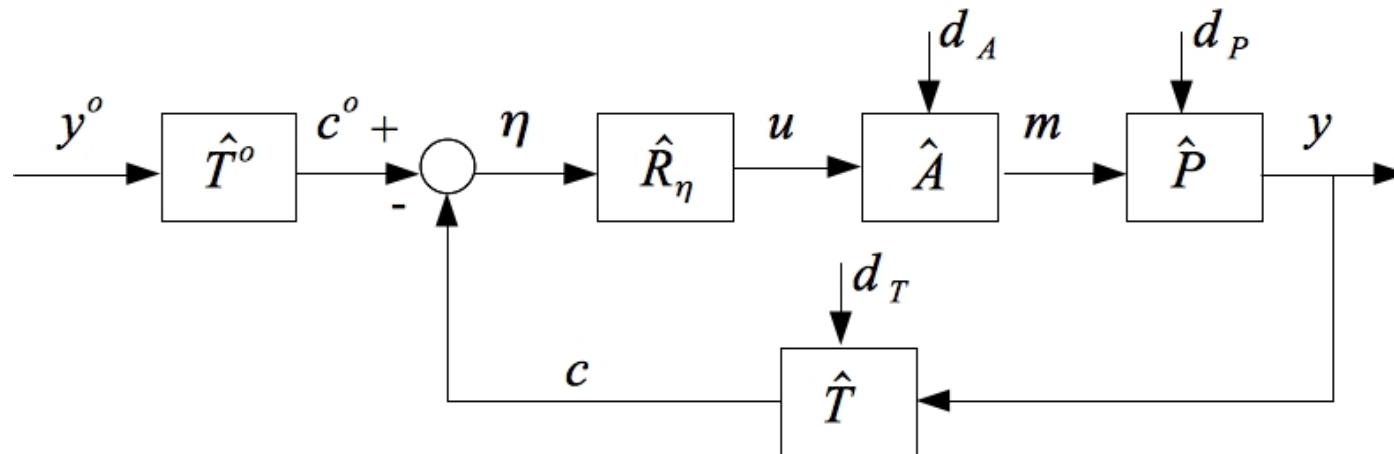 d_A d_P
y^o c^o + η u m y
T̂^o R̂_η Â P̂
-
d_T
c
T̂